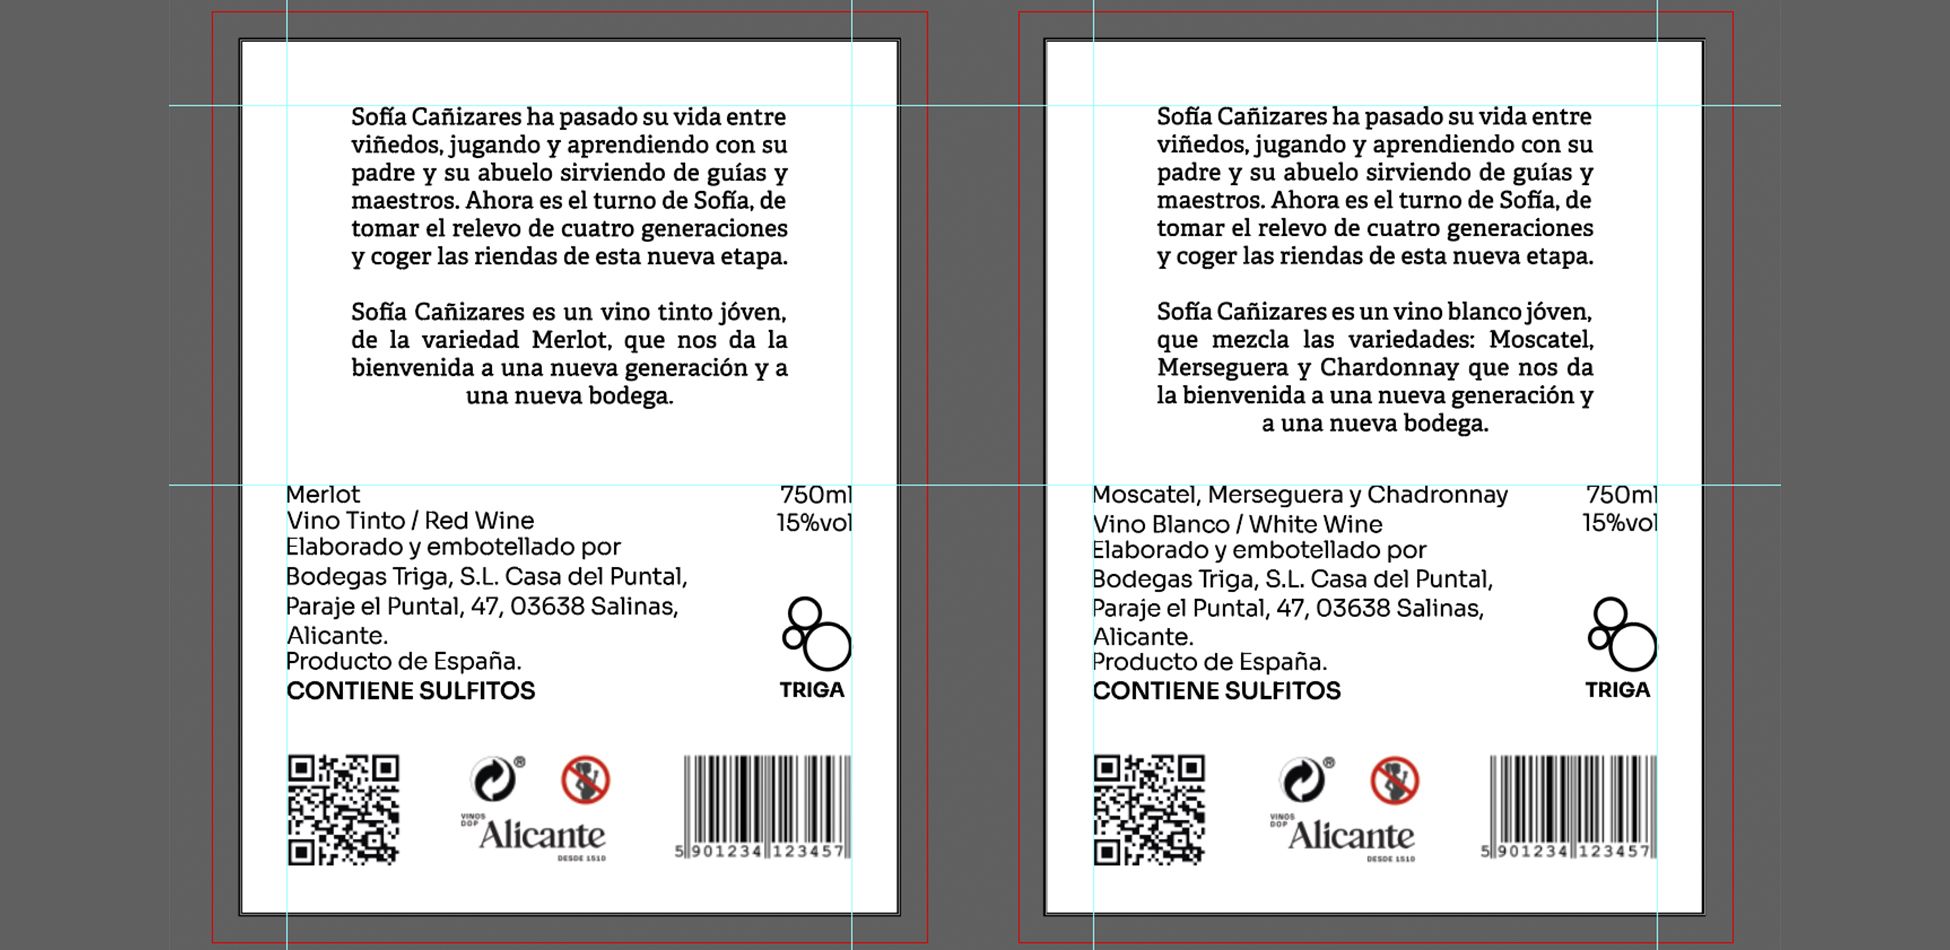 Sofía Cañizares ha pasado su vida entre
viñedos, jugando y aprendiendo con su
padre y su abuelo sirviendo de guías y
maestros. Ahora es el turno de Sofía, de
tomar el relevo de cuatro generaciones
y coger las riendas de esta nueva etapa.
Sofía Cañizares es un vino tinto jóven,
de la variedad Merlot, que nos da la
bienvenida a una nueva generación y a
una nueva bodega.
Merlot
750ml
Vino Tinto / Red Wine
15%vol
Elaborado y embotellado por
Bodegas Triga, S.L. Casa del Puntal,
Paraje el Puntal, 47, 03638 Salinas,
Alicante.
Producto de España.
CONTIENE SULFITOS
TRIGA
®
VINOS
DOP
Alicante
DESDE 1510
5 901234 123457
Sofía Cañizares ha pasado su vida entre
viñedos, jugando y aprendiendo con su
padre y su abuelo sirviendo de guías y
maestros. Ahora es el turno de Sofía, de
tomar el relevo de cuatro generaciones
y coger las riendas de esta nueva etapa.
Sofía Cañizares es un vino blanco jóven,
que mezcla las variedades: Moscatel,
Merseguera y Chardonnay que nos da
la bienvenida a una nueva generación y
a una nueva bodega.
Moscatel, Merseguera y Chadronnay
750ml
Vino Blanco / White Wine
15%vol
Elaborado y embotellado por
Bodegas Triga, S.L. Casa del Puntal,
Paraje el Puntal, 47, 03638 Salinas,
Alicante.
Producto de España.
CONTIENE SULFITOS
TRIGA
®
VINOS
DOP
Alicante
DESDE 1510
5 901234 123457